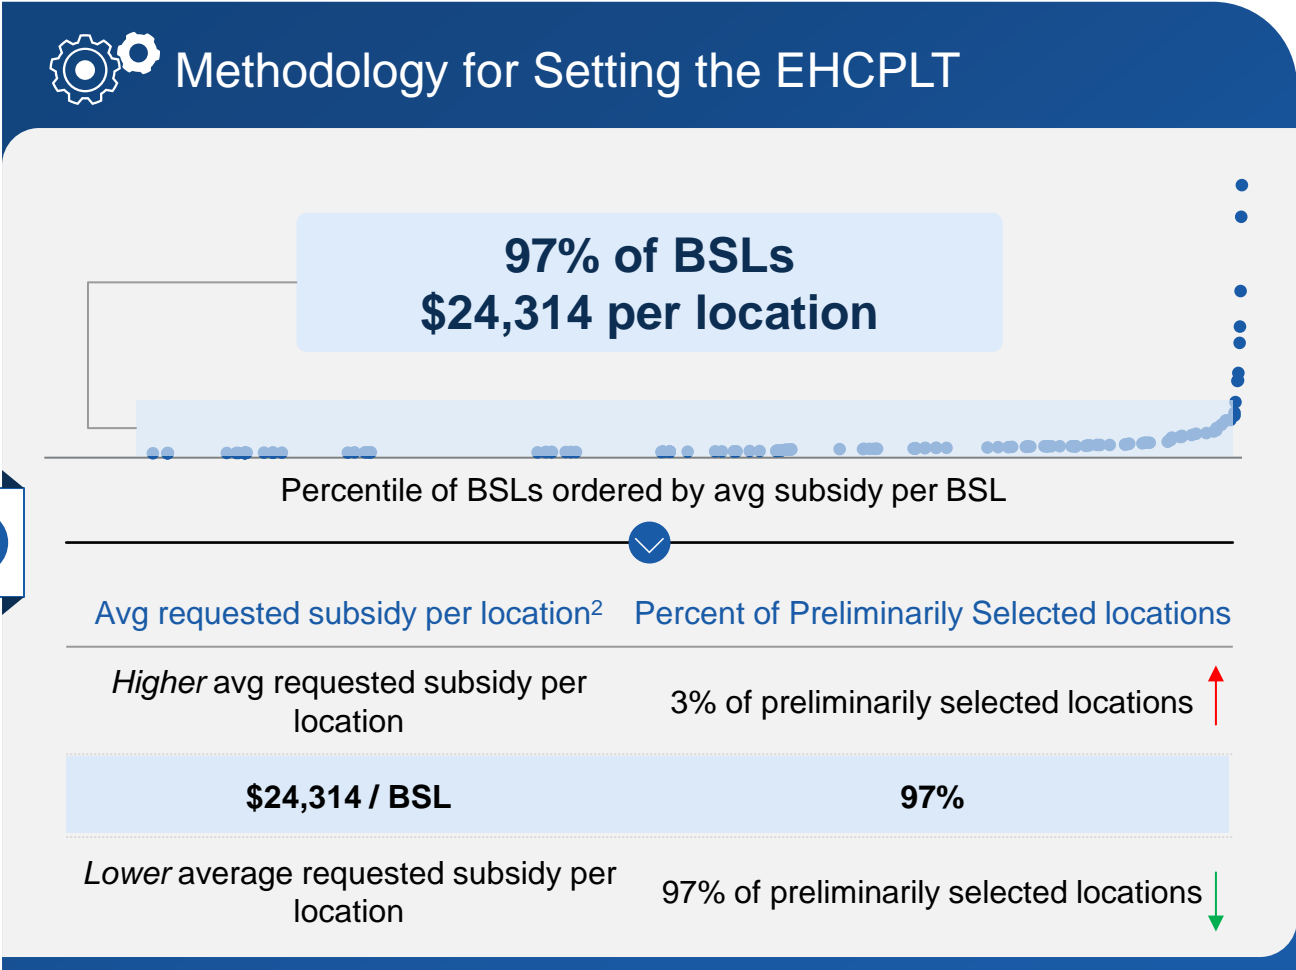 Methodology for Setting the EHCPLT
97% of BSLs
$24,314 per location
Percentile of BSLs ordered by avg subsidy per BSL
Avg requested subsidy per location² Percent of Preliminarily Selected locations
Higher avg requested subsidy per
location
3% of preliminarily selected locations
$24,314 / BSL 97%
Lower average requested subsidy per
location
97% of preliminarily selected locations